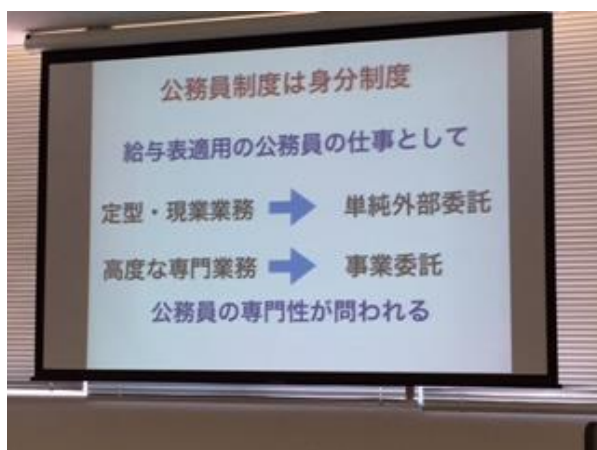 公務員制度は身分制度
給与表適用の公務員の仕事として
定型・現業業務 ➡ 単純外部委託
高度な専門業務 ➡ 事業委託
公務員の専門性が問われる